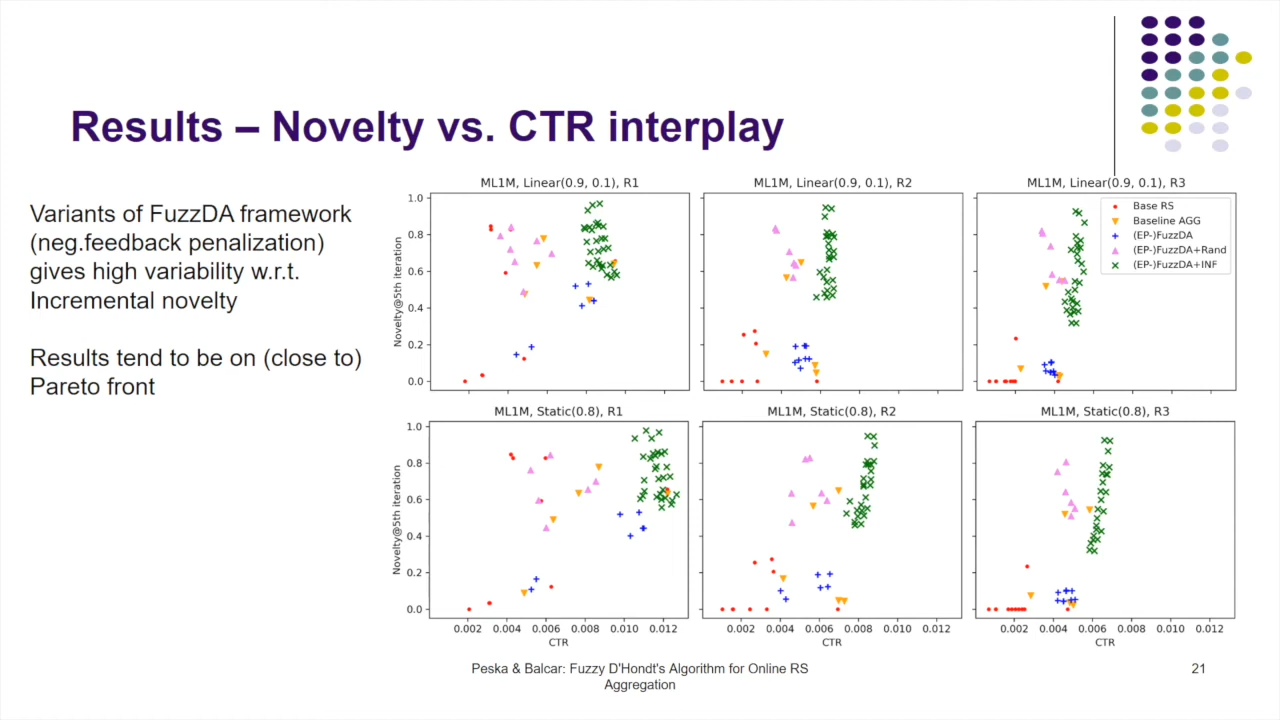 Results – Novelty vs. CTR interplay
Variants of FuzzDA framework
(neg.feedback penalization)
gives high variability w.r.t.
Incremental novelty
Results tend to be on (close to)
Pareto front
ML1M, Linear(0.9, 0.1), R1
1.0
0.8
0.6
0.4
0.2
0.0
Novelty@5th iteration
ML1M, Linear(0.9, 0.1), R2
ML1M, Linear(0.9, 0.1), R3
Base RS
Baseline AGG
(EP-)FuzzDA
(EP-)FuzzDA+Rand
(EP-)FuzzDA+INF
ML1M, Static(0.8), R1
1.0
0.8
0.6
0.4
0.2
0.0
Novelty@5th iteration
0.002 0.004 0.006 0.008 0.010 0.012
CTR
ML1M, Static(0.8), R2
0.002 0.004 0.006 0.008 0.010 0.012
CTR
ML1M, Static(0.8), R3
0.002 0.004 0.006 0.008 0.010 0.012
CTR
Peska & Balcar: Fuzzy D'Hondt's Algorithm for Online RS
Aggregation
21